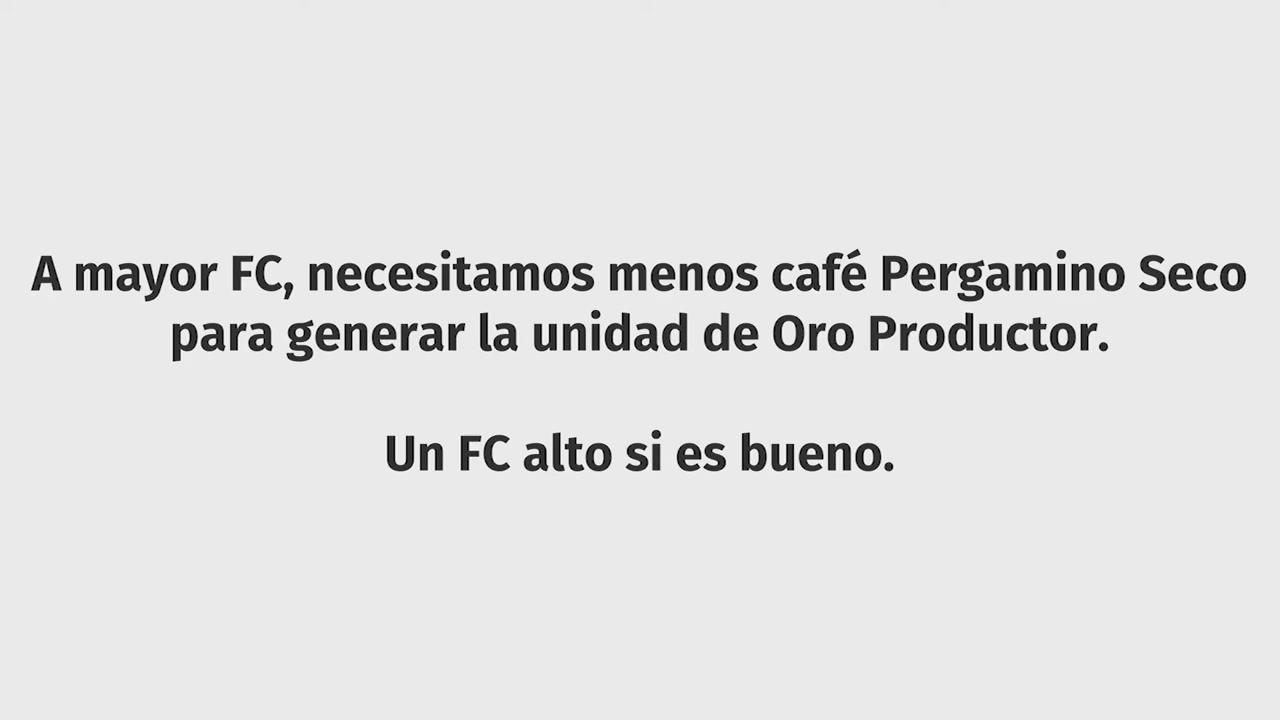 A mayor FC, necesitamos menos café Pergamino Seco
para generar la unidad de Oro Productor.
Un FC alto si es bueno.